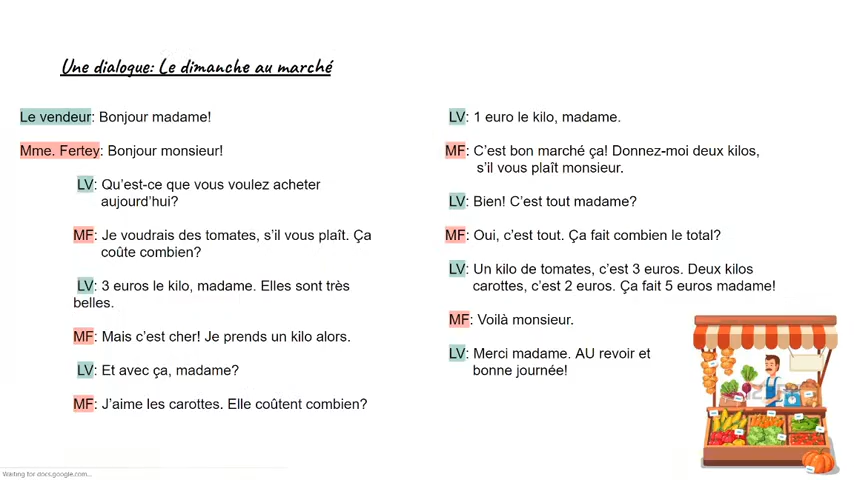 Une dialogue: Le dimanche au marché
Le vendeur: Bonjour madame!
Mme. Fertey: Bonjour monsieur!
LV: Qu'est-ce que vous voulez acheter
aujourd'hui?
MF: Je voudrais des tomates, s'il vous plaît. Ça
coûte combien?
LV: 3 euros le kilo, madame. Elles sont très
belles.
MF: Mais c'est cher! Je prends un kilo alors.
LV: Et avec ça, madame?
MF: J'aime les carottes. Elle coûtent combien?
LV: 1 euro le kilo, madame.
MF: C'est bon marché ça! Donnez-moi deux kilos,
s'il vous plaît monsieur.
LV: Bien! C'est tout madame?
MF: Oui, c'est tout. Ça fait combien le total?
LV: Un kilo de tomates, c'est 3 euros. Deux kilos
carottes, c'est 2 euros. Ça fait 5 euros madame!
MF: Voilà monsieur.
LV: Merci madame. AU revoir et
bonne journée!
Waiting for docs.google.com...